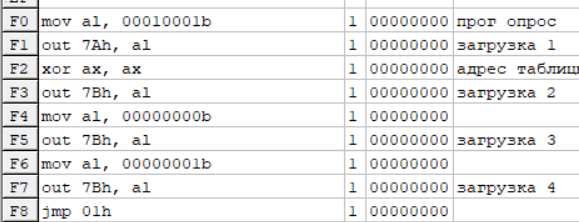 F0 mov al, 00010001b 1 00000000 прог опрос
F1 out 7Ah, al 1 00000000 загрузка 1
F2 xor ax, ax 1 00000000 адрес таблицы
F3 out 7Bh, al 1 00000000 загрузка 2
F4 mov al, 00000000b 1 00000000
F5 out 7Bh, al 1 00000000 загрузка 3
F6 mov al, 00000001b 1 00000000
F7 out 7Bh, al 1 00000000 загрузка 4
F8 jmp 01h 1 00000000